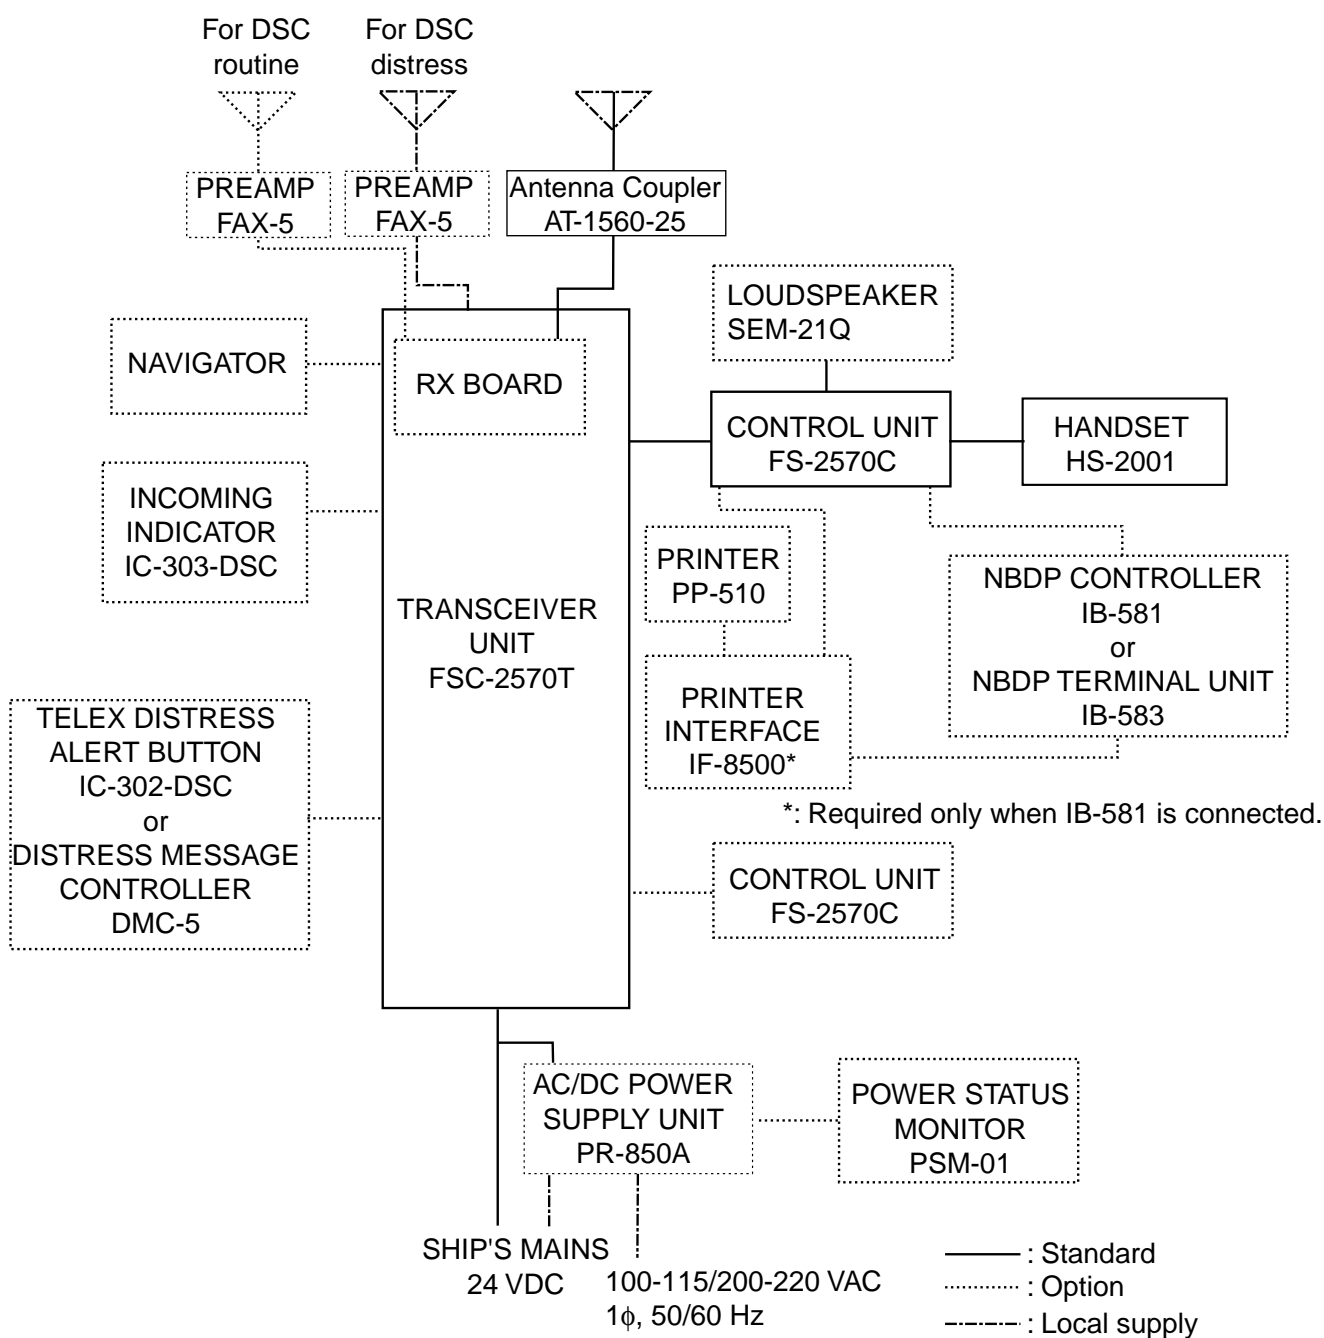 For DSC
routine
For DSC
distress
PREAMP
FAX-5
PREAMP
FAX-5
Antenna Coupler
AT-1560-25
LOUDSPEAKER
SEM-21Q
NAVIGATOR
RX BOARD
CONTROL UNIT
FS-2570C
HANDSET
HS-2001
INCOMING
INDICATOR
IC-303-DSC
PRINTER
PP-510
NBDP CONTROLLER
IB-581
or
NBDP TERMINAL UNIT
IB-583
TRANSCEIVER
UNIT
FSC-2570T
PRINTER
INTERFACE
IF-8500*
TELEX DISTRESS
ALERT BUTTON
IC-302-DSC
or
DISTRESS MESSAGE
CONTROLLER
DMC-5
*: Required only when IB-581 is connected.
CONTROL UNIT
FS-2570C
AC/DC POWER
SUPPLY UNIT
PR-850A
POWER STATUS
MONITOR
PSM-01
SHIP'S MAINS
24 VDC
100-115/200-220 VAC
1ϕ, 50/60 Hz
: Standard
: Option
: Local supply